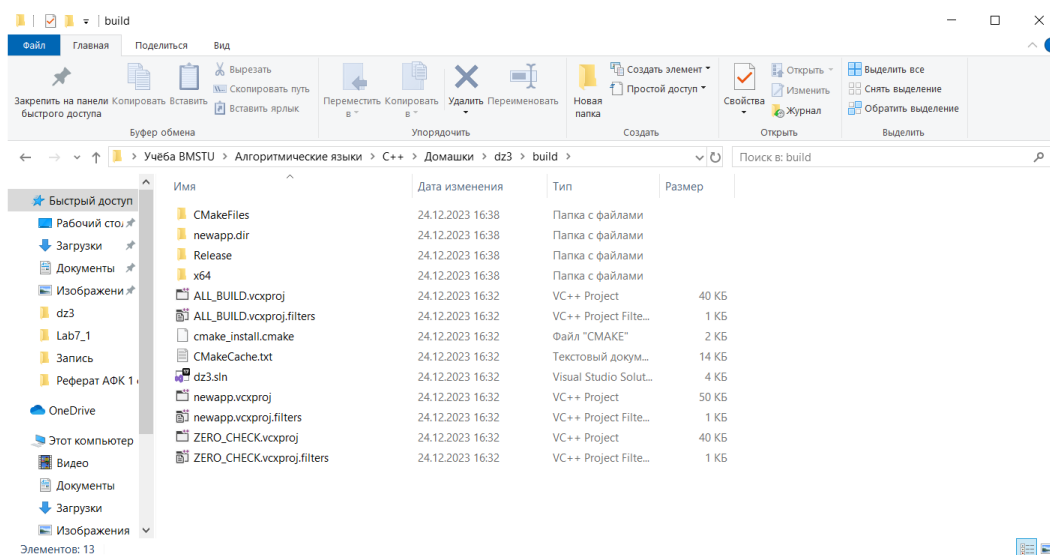 build
Файл Главная Поделиться Вид
Закрепить на панели быстрого доступа
Копировать
Вставить
Вырезать
Скопировать путь
Вставить ярлык
Буфер обмена
Переместить в
Копировать в
Удалить
Переименовать
Упорядочить
Новая папка
Создать элемент
Простой доступ
Создать
Свойства
Открыть
Изменить
Журнал
Открыть
Выделить все
Снять выделение
Обратить выделение
Выделить
Учёба BMSTU > Алгоритмические языки > C++ > Домашки > dz3 > build >
Поиск в: build
Быстрый доступ
Рабочий сто
Загрузки
Документы
Изображени
dz3
Lab7_1
Запись
Реферат АФК 1
OneDrive
Этот компьютер
Видео
Документы
Загрузки
Изображения
Имя Дата изменения Тип Размер
CMakeFiles 24.12.2023 16:38 Папка с файлами
newapp.dir 24.12.2023 16:38 Папка с файлами
Release 24.12.2023 16:38 Папка с файлами
x64 24.12.2023 16:38 Папка с файлами
ALL_BUILD.vcxproj 24.12.2023 16:32 VC++ Project 40 КБ
ALL_BUILD.vcxproj.filters 24.12.2023 16:32 VC++ Project Filte... 1 КБ
cmake_install.cmake 24.12.2023 16:32 Файл "CMAKE" 2 КБ
CMakeCache.txt 24.12.2023 16:32 Текстовый докум... 14 КБ
dz3.sln 24.12.2023 16:32 Visual Studio Solut... 4 КБ
newapp.vcxproj 24.12.2023 16:32 VC++ Project 50 КБ
newapp.vcxproj.filters 24.12.2023 16:32 VC++ Project Filte... 1 КБ
ZERO_CHECK.vcxproj 24.12.2023 16:32 VC++ Project 40 КБ
ZERO_CHECK.vcxproj.filters 24.12.2023 16:32 VC++ Project Filte... 1 КБ
Элементов: 13